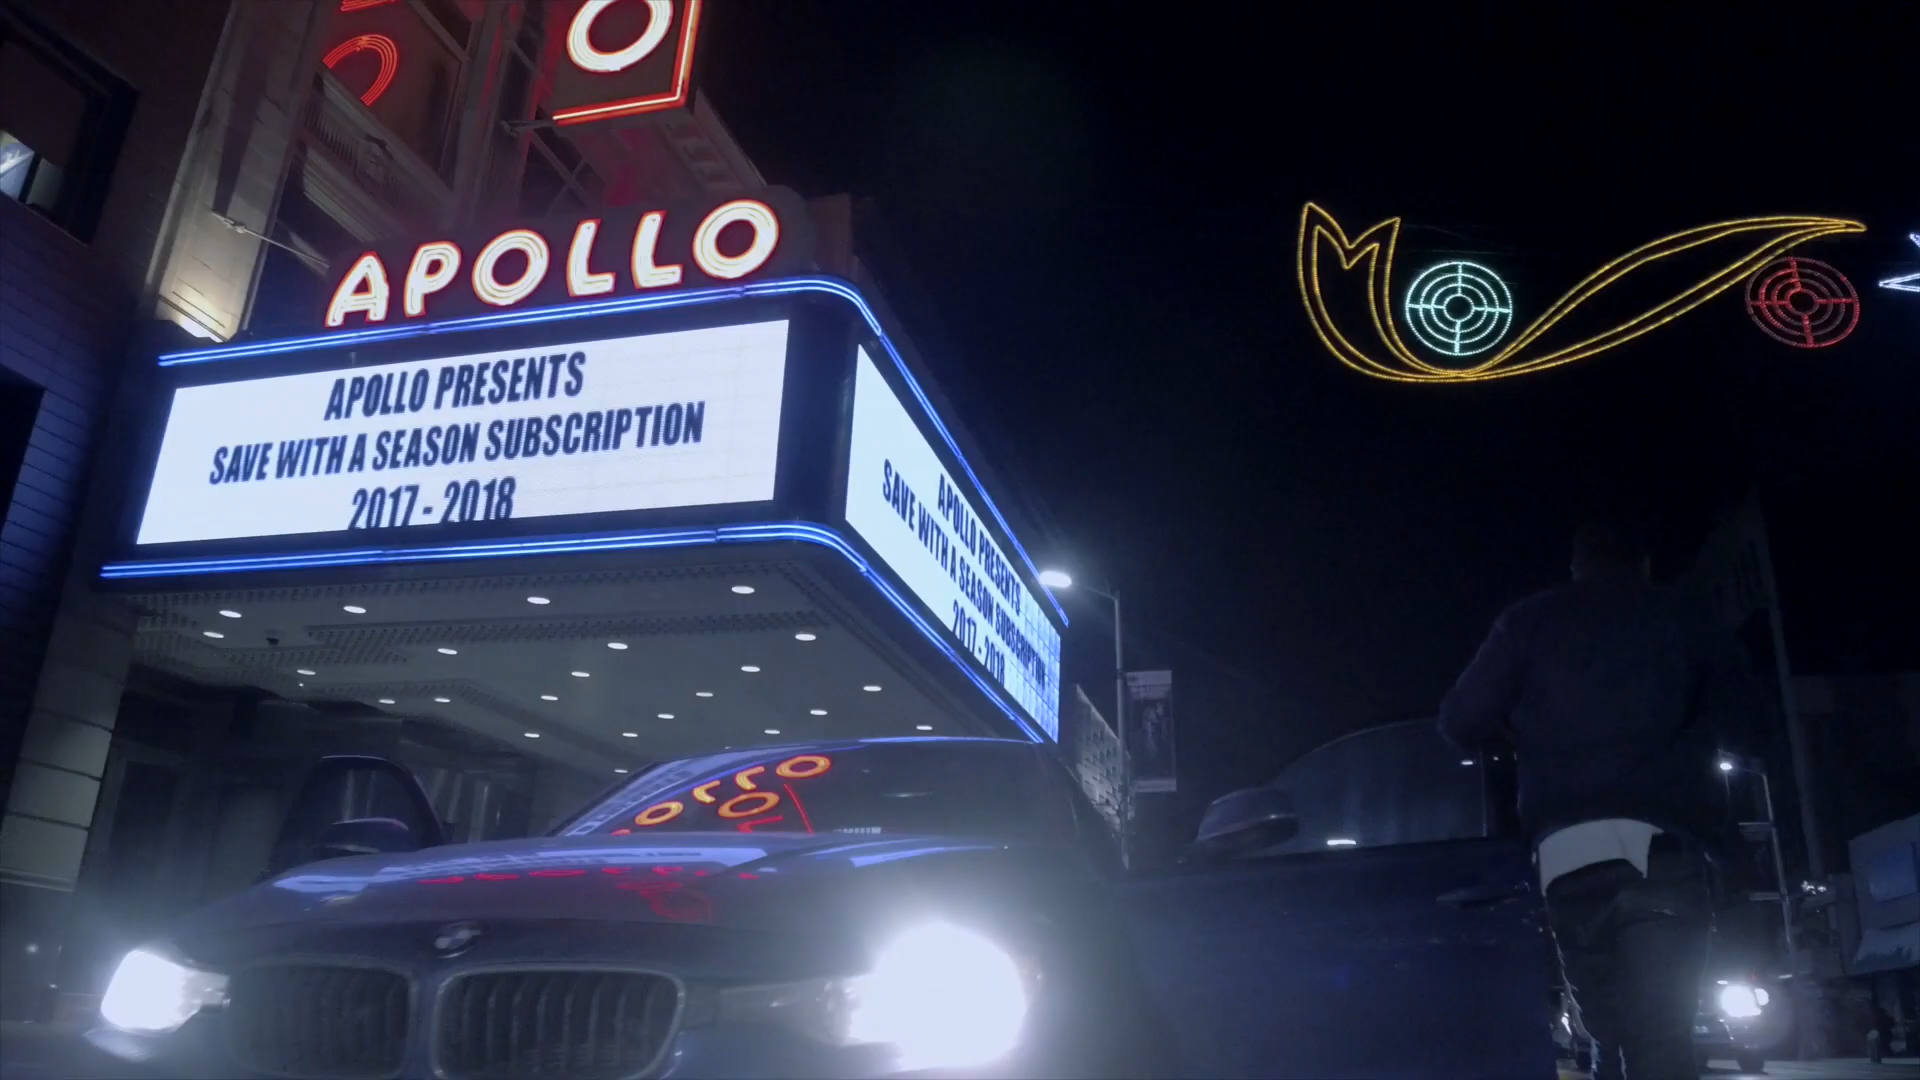 O
APOLLO
APOLLO PRESENTS
SAVE WITH A SEASON SUBSCRIPTION
2017 - 2018
APOLLO PRESENTS
SAVE WITH A SEASON SUBSCRIPTION
2017 - 2018